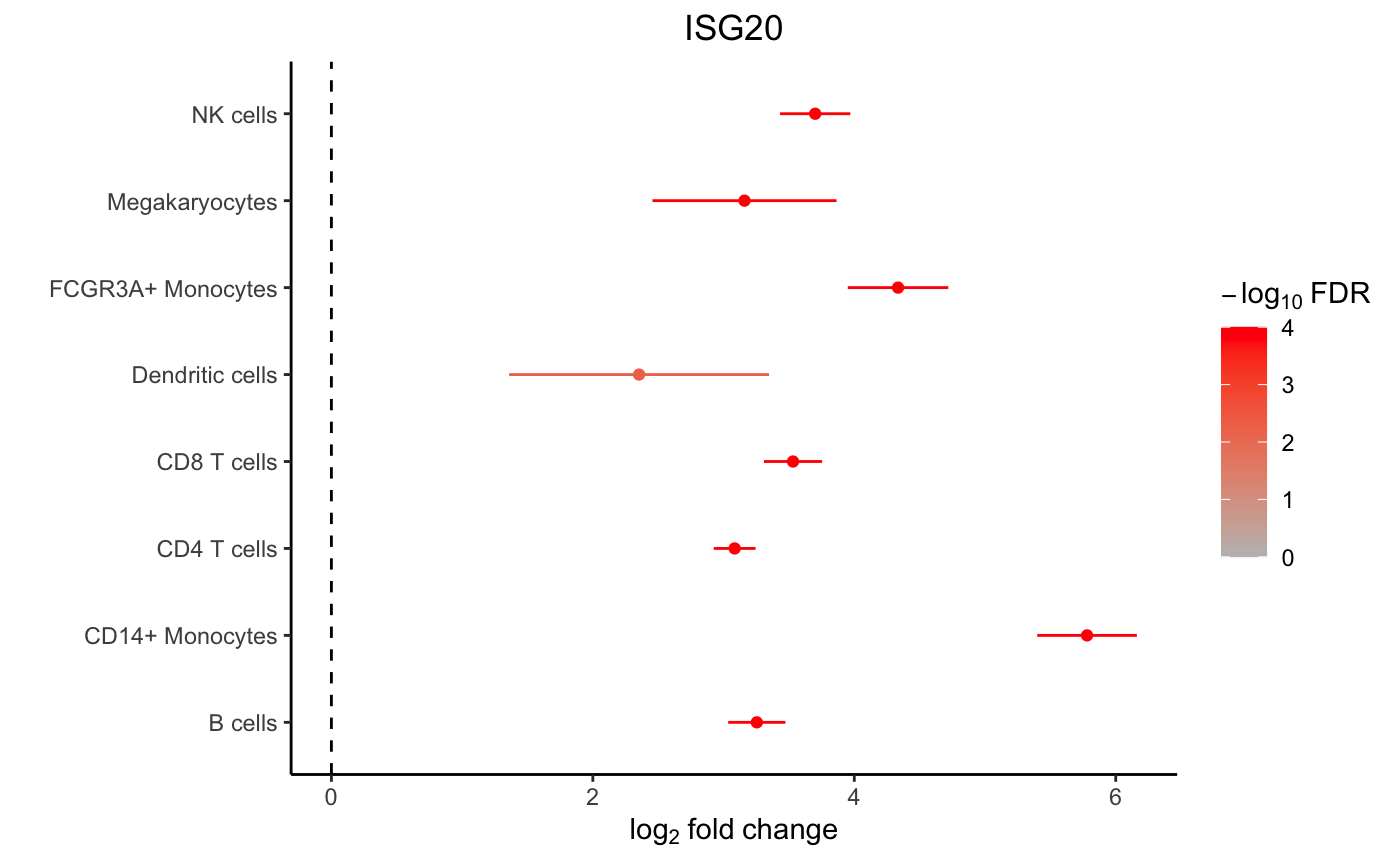 ISG20
NK cells
Megakaryocytes
FCGR3A+ Monocytes
Dendritic cells
CD8 T cells
CD4 T cells
CD14+ Monocytes
B cells
0 2 4 6
log₂ fold change
−log₁₀ FDR
4
3
2
1
0